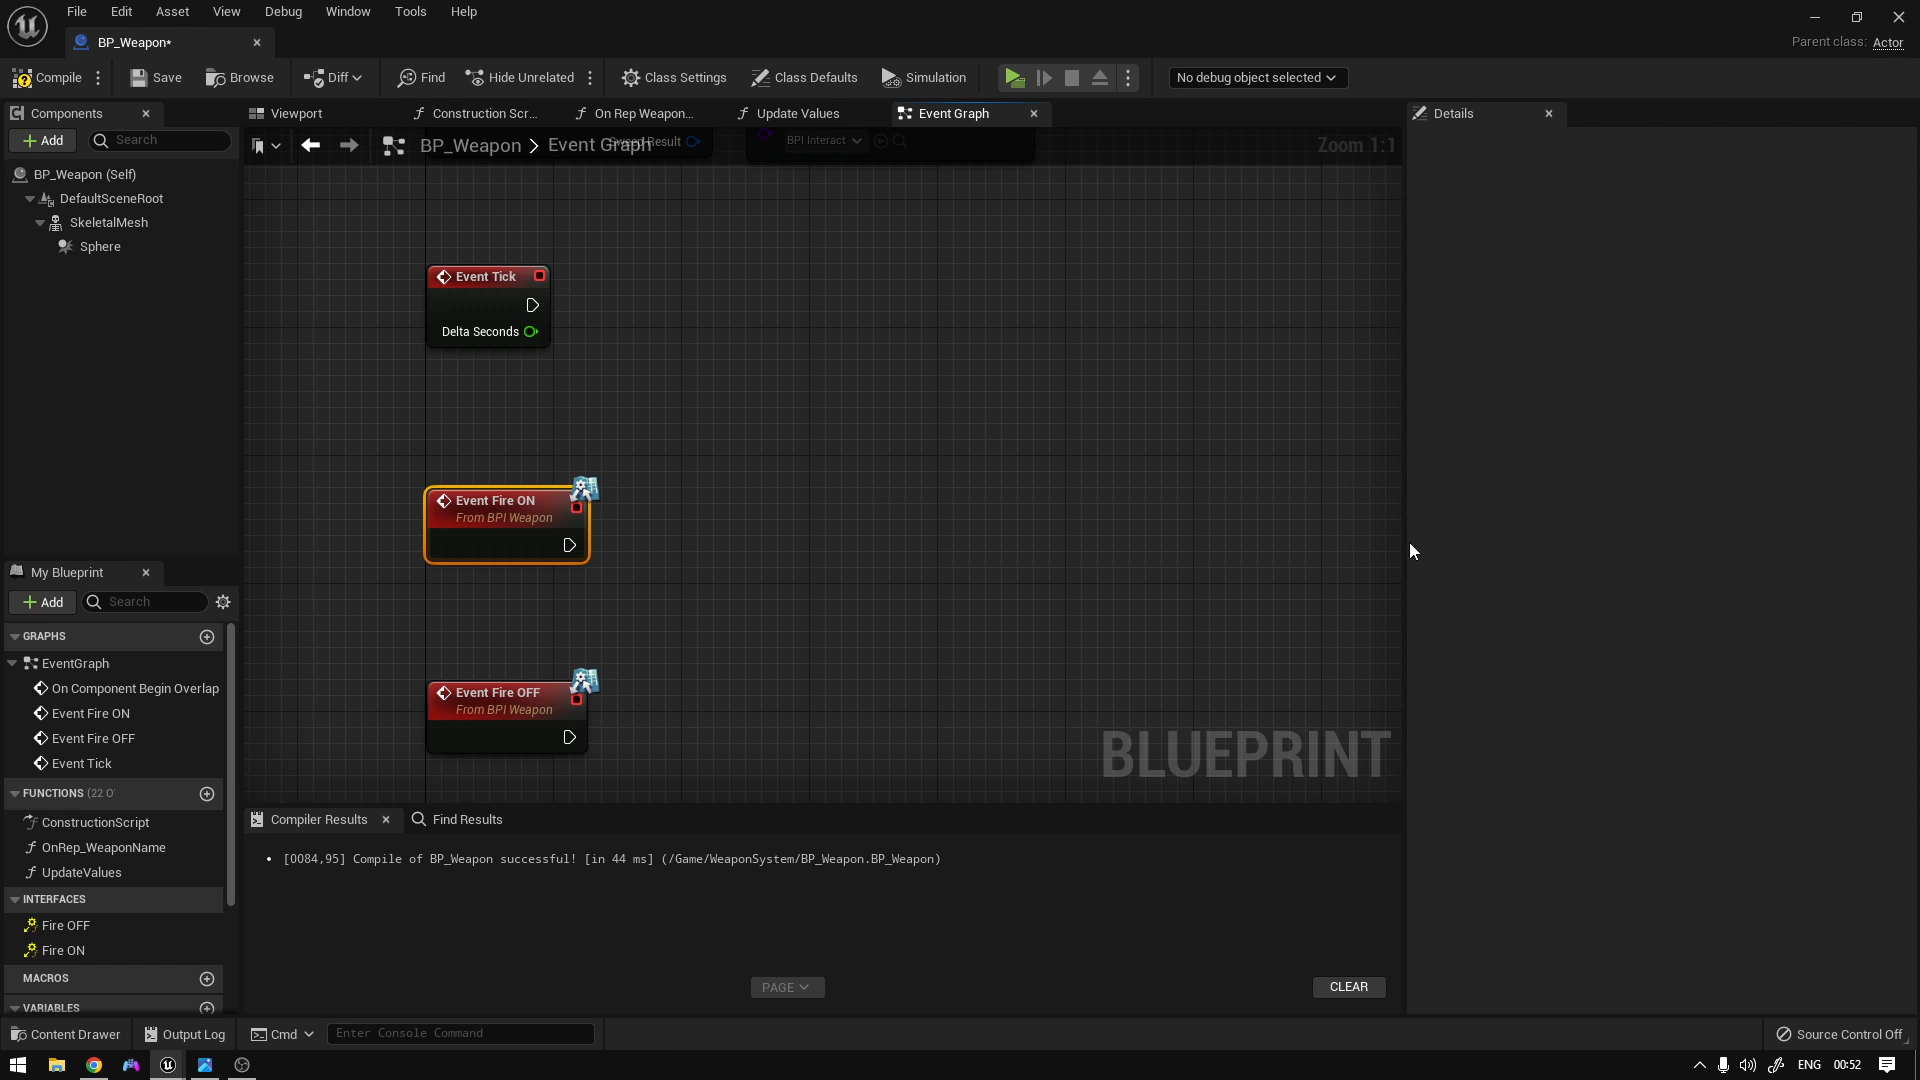 File Edit Asset View Debug Window Tools Help
BP_Weapon*
Parent class: Actor
Compile Save Browse Diff Find Hide Unrelated Class Settings Class Defaults Simulation No debug object selected
Components Viewport Construction Scr... On Rep Weapon... Update Values Event Graph Details
Add Search
BP_Weapon > Event Graph Zoom 1:1
Sweep Result BPI Interact
BP_Weapon (Self)
DefaultSceneRoot
SkeletalMesh
Sphere
Event Tick
Delta Seconds
Event Fire ON
From BPI Weapon
Event Fire OFF
From BPI Weapon
BLUEPRINT
My Blueprint
Add Search
GRAPHS
EventGraph
On Component Begin Overlap
Event Fire ON
Event Fire OFF
Event Tick
FUNCTIONS (22 O
ConstructionScript
OnRep_WeaponName
UpdateValues
INTERFACES
Fire OFF
Fire ON
MACROS
VARIABLES
Compiler Results Find Results
• [0084,95] Compile of BP_Weapon successful! [in 44 ms] (/Game/WeaponSystem/BP_Weapon.BP_Weapon)
PAGE CLEAR
Content Drawer Output Log Cmd Enter Console Command Source Control Off
ENG 00:52